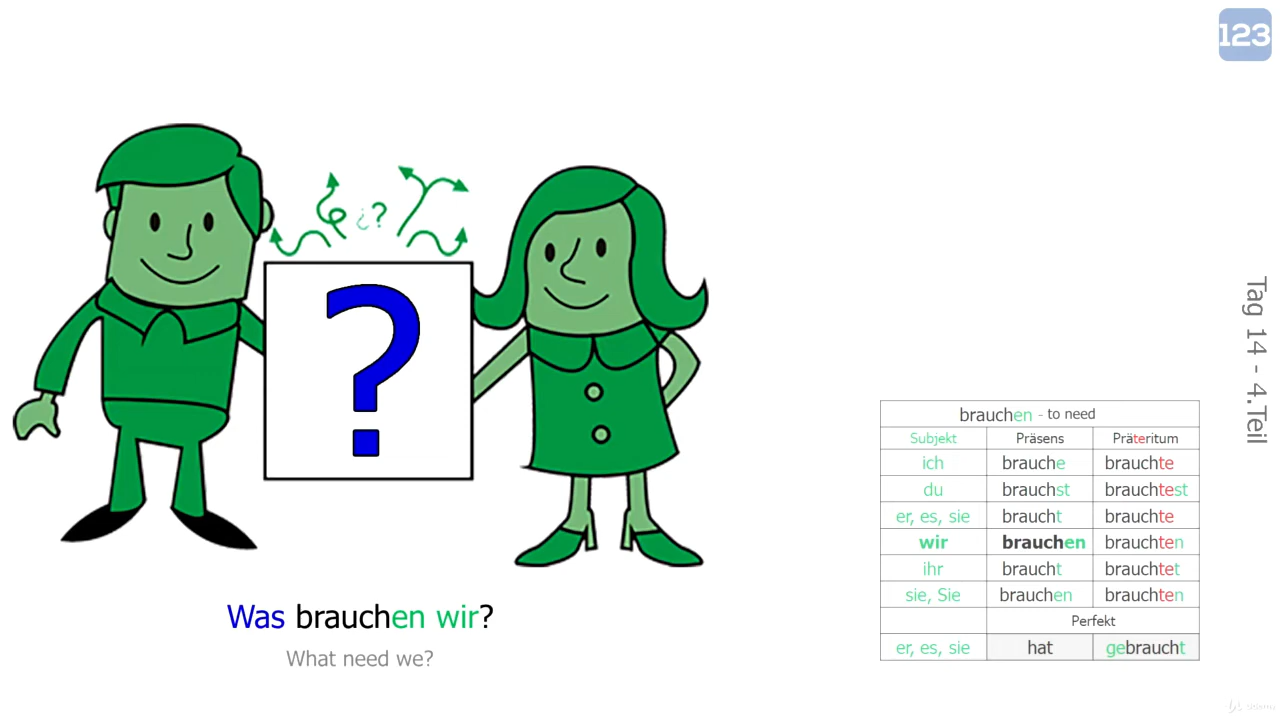 123
¿?
?
Was brauchen wir?
What need we?
Tag 14 - 4.Teil
brauchen - to need
Subjekt Präsens Präteritum
ich brauche brauchte
du brauchst brauchtest
er, es, sie braucht brauchte
wir brauchen brauchten
ihr braucht brauchtet
sie, Sie brauchen brauchten
Perfekt
er, es, sie hat gebraucht